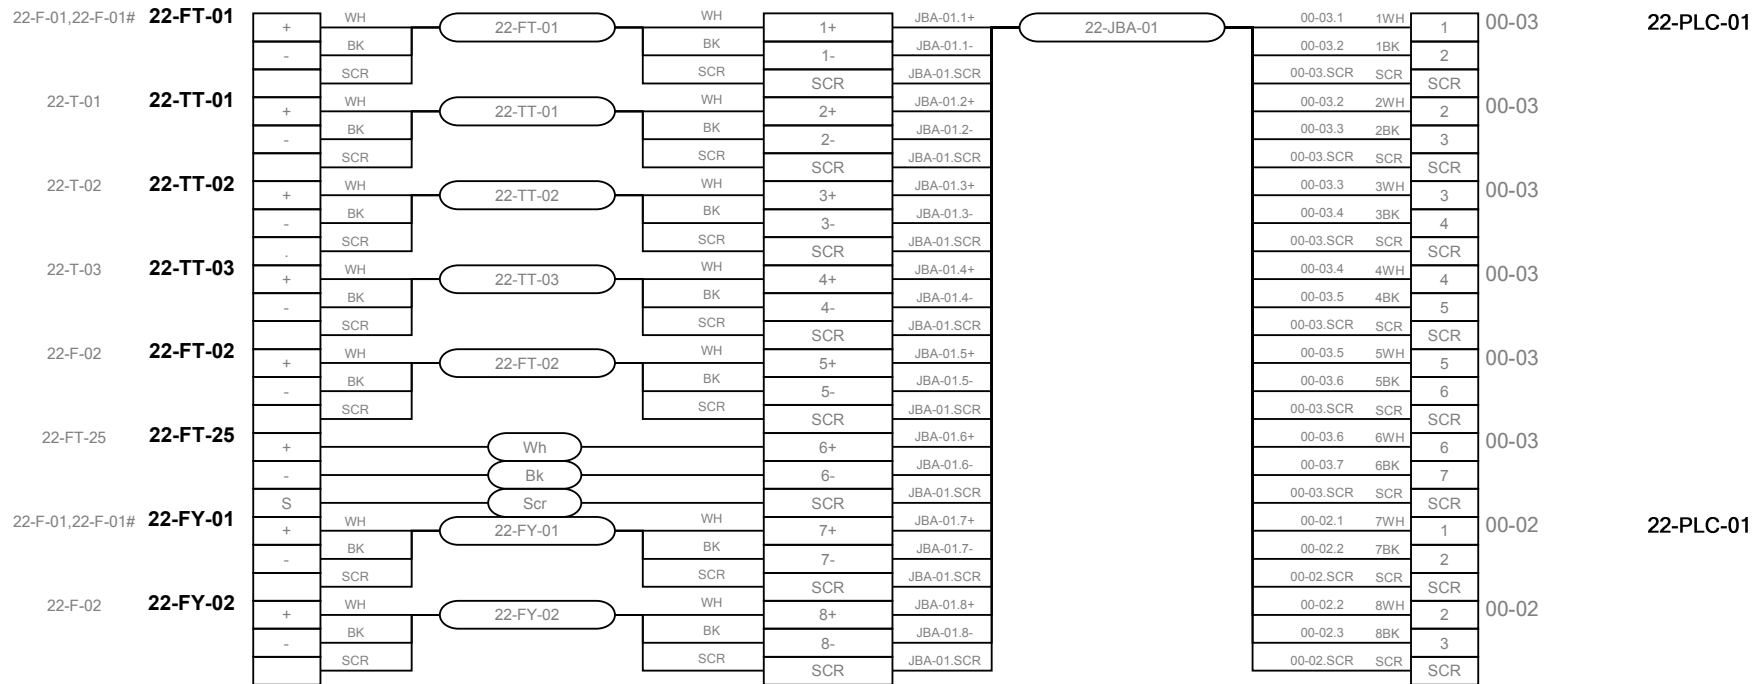 22-F-01,22-F-01# 22-FT-01 + WH 22-FT-01 WH 1+ JBA-01.1+ 22-JBA-01 00-03.1 1WH 1 00-03 22-PLC-01
- BK BK 1- JBA-01.1- 00-03.2 1BK 2
SCR SCR SCR JBA-01.SCR 00-03.SCR SCR SCR
22-T-01 22-TT-01 + WH 22-TT-01 WH 2+ JBA-01.2+ 00-03.2 2WH 2 00-03
- BK BK 2- JBA-01.2- 00-03.3 2BK 3
SCR SCR SCR JBA-01.SCR 00-03.SCR SCR SCR
22-T-02 22-TT-02 + WH 22-TT-02 WH 3+ JBA-01.3+ 00-03.3 3WH 3 00-03
- BK BK 3- JBA-01.3- 00-03.4 3BK 4
. SCR SCR SCR JBA-01.SCR 00-03.SCR SCR SCR
22-T-03 22-TT-03 + WH 22-TT-03 WH 4+ JBA-01.4+ 00-03.4 4WH 4 00-03
- BK BK 4- JBA-01.4- 00-03.5 4BK 5
SCR SCR SCR JBA-01.SCR 00-03.SCR SCR SCR
22-F-02 22-FT-02 + WH 22-FT-02 WH 5+ JBA-01.5+ 00-03.5 5WH 5 00-03
- BK BK 5- JBA-01.5- 00-03.6 5BK 6
SCR SCR SCR JBA-01.SCR 00-03.SCR SCR SCR
22-FT-25 22-FT-25 + Wh 6+ JBA-01.6+ 00-03.6 6WH 6 00-03
- Bk 6- JBA-01.6- 00-03.7 6BK 7
S Scr SCR JBA-01.SCR 00-03.SCR SCR SCR
22-F-01,22-F-01# 22-FY-01 + WH 22-FY-01 WH 7+ JBA-01.7+ 00-02.1 7WH 1 00-02 22-PLC-01
- BK BK 7- JBA-01.7- 00-02.2 7BK 2
SCR SCR SCR JBA-01.SCR 00-02.SCR SCR SCR
22-F-02 22-FY-02 + WH 22-FY-02 WH 8+ JBA-01.8+ 00-02.2 8WH 2 00-02
- BK BK 8- JBA-01.8- 00-02.3 8BK 3
SCR SCR SCR JBA-01.SCR 00-02.SCR SCR SCR